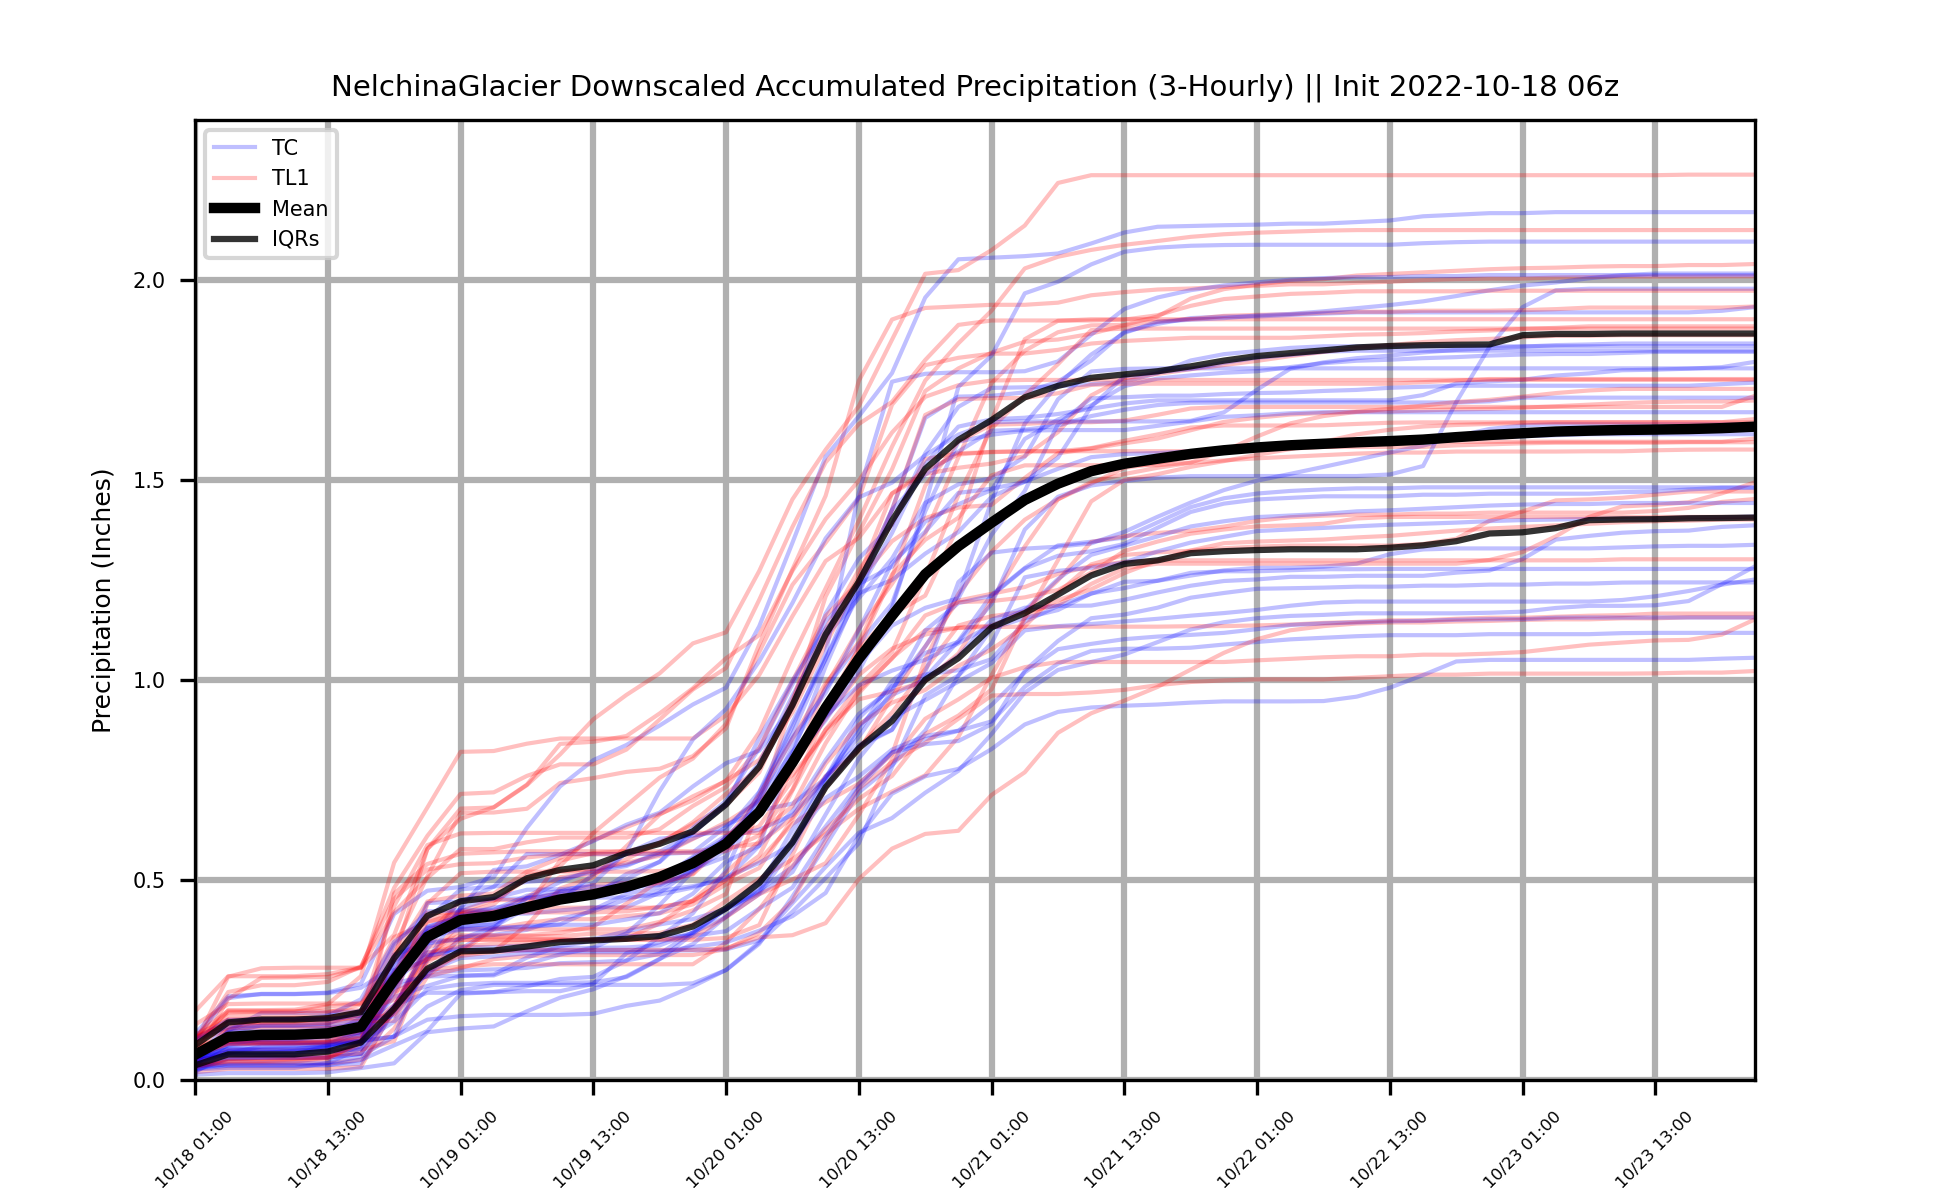 NelchinaGlacier Downscaled Accumulated Precipitation (3-Hourly) || Init 2022-10-18 06z
TC
TL1
Mean
IQRs
Precipitation (Inches)
2.0
1.5
1.0
0.5
0.0
10/18 01:00
10/18 13:00
10/19 01:00
10/19 13:00
10/20 01:00
10/20 13:00
10/21 01:00
10/21 13:00
10/22 01:00
10/22 13:00
10/23 01:00
10/23 13:00